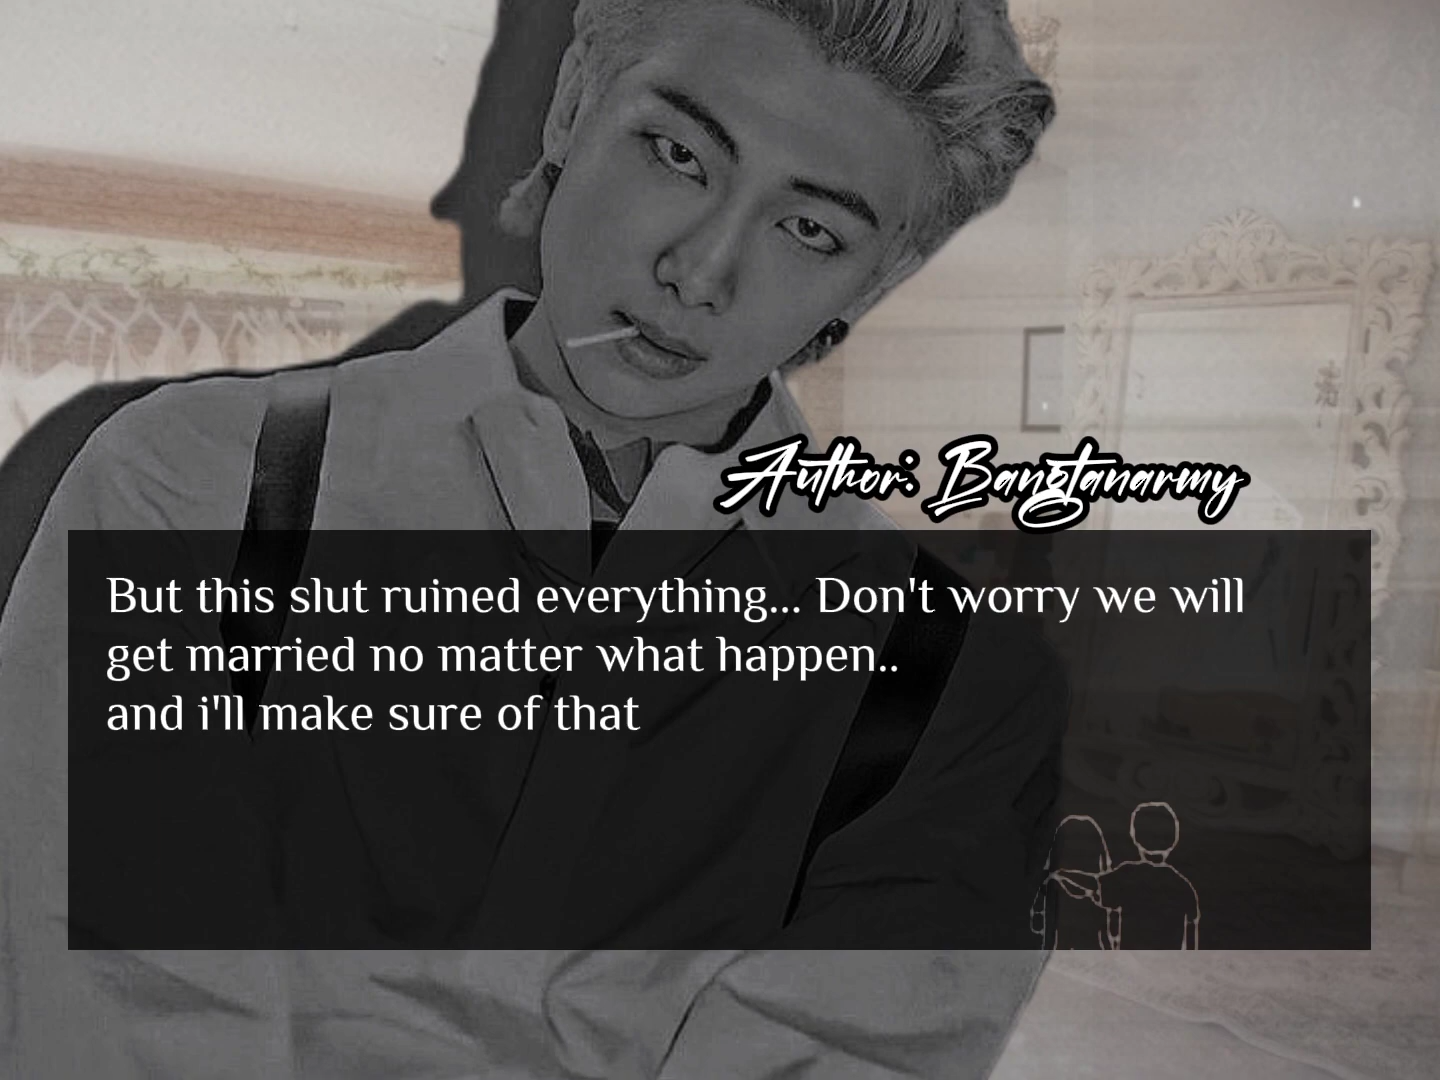 Author: Bangtanarmy
But this slut ruined everything... Don't worry we will
get married no matter what happen..
and i'll make sure of that